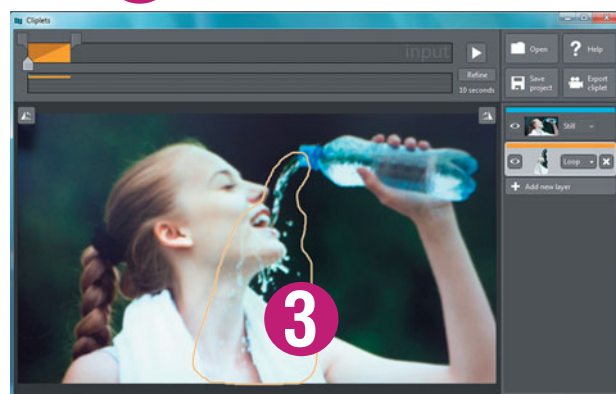 Cliplets
input
Refine
10 seconds
Open
? Help
Save
project
Export
cliplet
Still
Loop
+ Add new layer
3